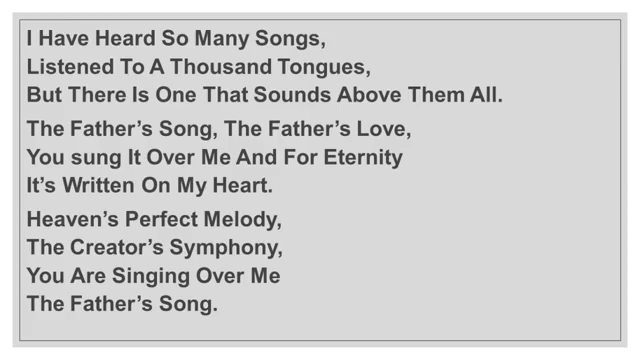 I Have Heard So Many Songs,
Listened To A Thousand Tongues,
But There Is One That Sounds Above Them All.
The Father’s Song, The Father’s Love,
You sung It Over Me And For Eternity
It’s Written On My Heart.
Heaven’s Perfect Melody,
The Creator’s Symphony,
You Are Singing Over Me
The Father’s Song.